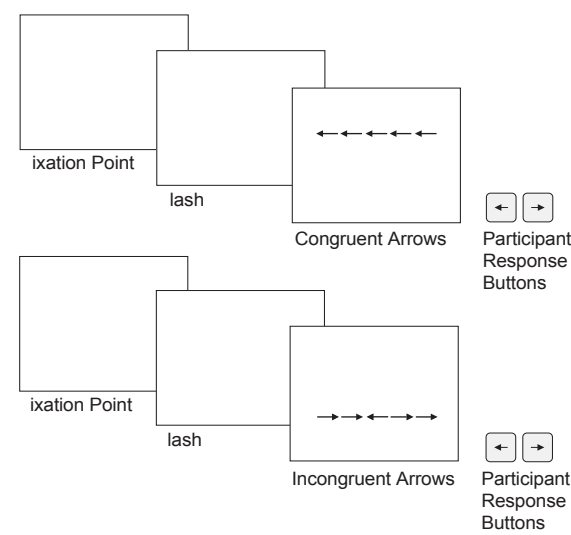 ixation Point
lash
Congruent Arrows
Participant
Response
Buttons
ixation Point
lash
Incongruent Arrows
Participant
Response
Buttons